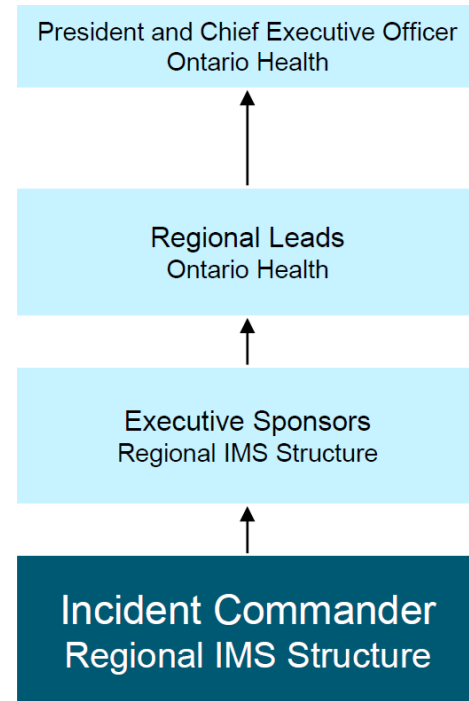 President and Chief Executive Officer
Ontario Health
Regional Leads
Ontario Health
Executive Sponsors
Regional IMS Structure
Incident Commander
Regional IMS Structure